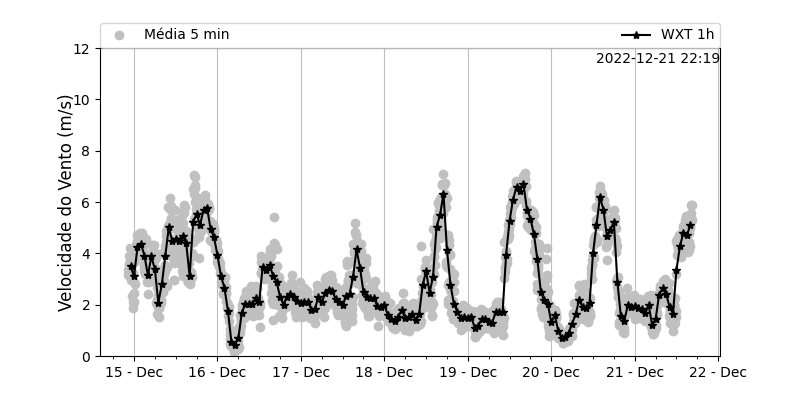 Média 5 min
WXT 1h
2022-12-21 22:19
Velocidade do Vento (m/s)
12
10
8
6
4
2
0
15 - Dec
16 - Dec
17 - Dec
18 - Dec
19 - Dec
20 - Dec
21 - Dec
22 - Dec